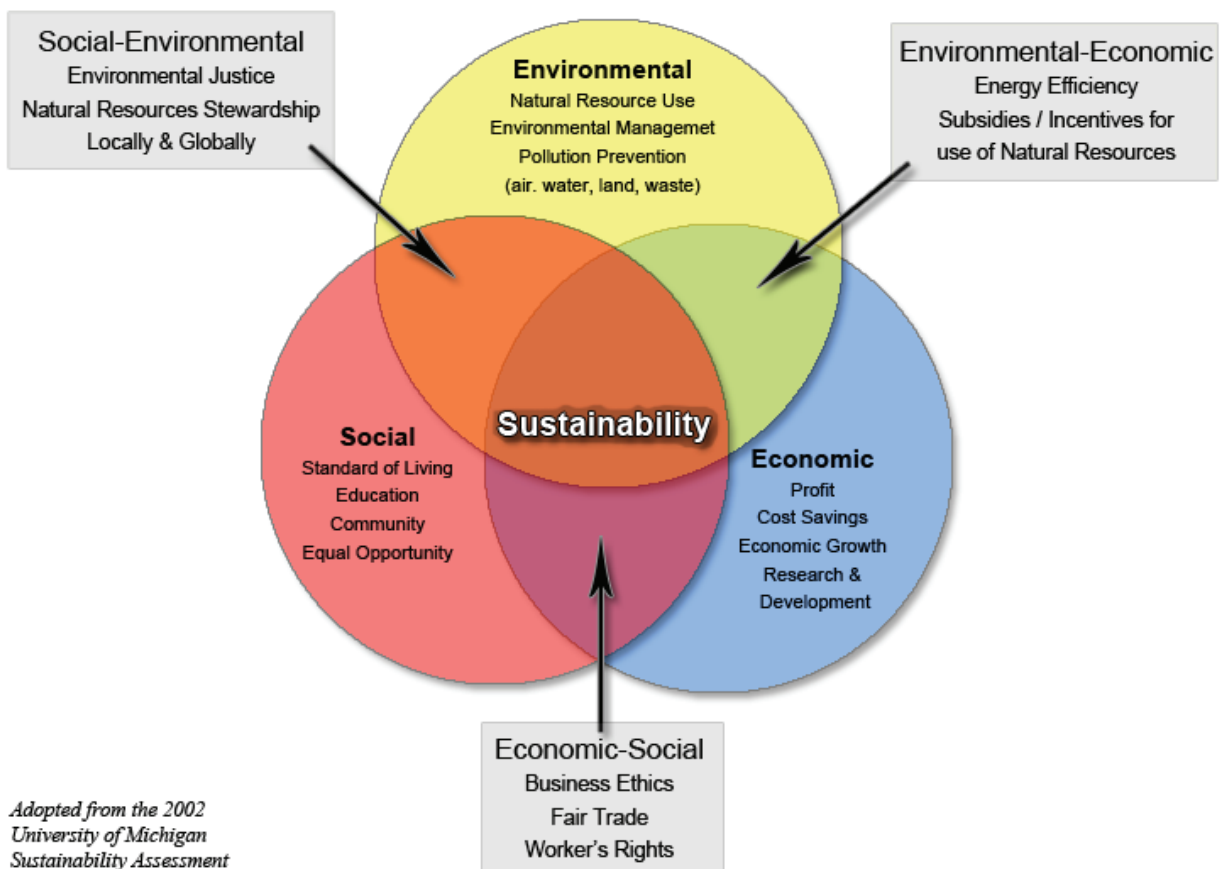 Social-Environmental
Environmental Justice
Natural Resources Stewardship
Locally & Globally
Environmental
Natural Resource Use
Environmental Managemet
Pollution Prevention
(air. water, land, waste)
Environmental-Economic
Energy Efficiency
Subsidies / Incentives for
use of Natural Resources
Sustainability
Social
Standard of Living
Education
Community
Equal Opportunity
Economic
Profit
Cost Savings
Economic Growth
Research &
Development
Economic-Social
Business Ethics
Fair Trade
Worker's Rights
Adopted from the 2002
University of Michigan
Sustainability Assessment